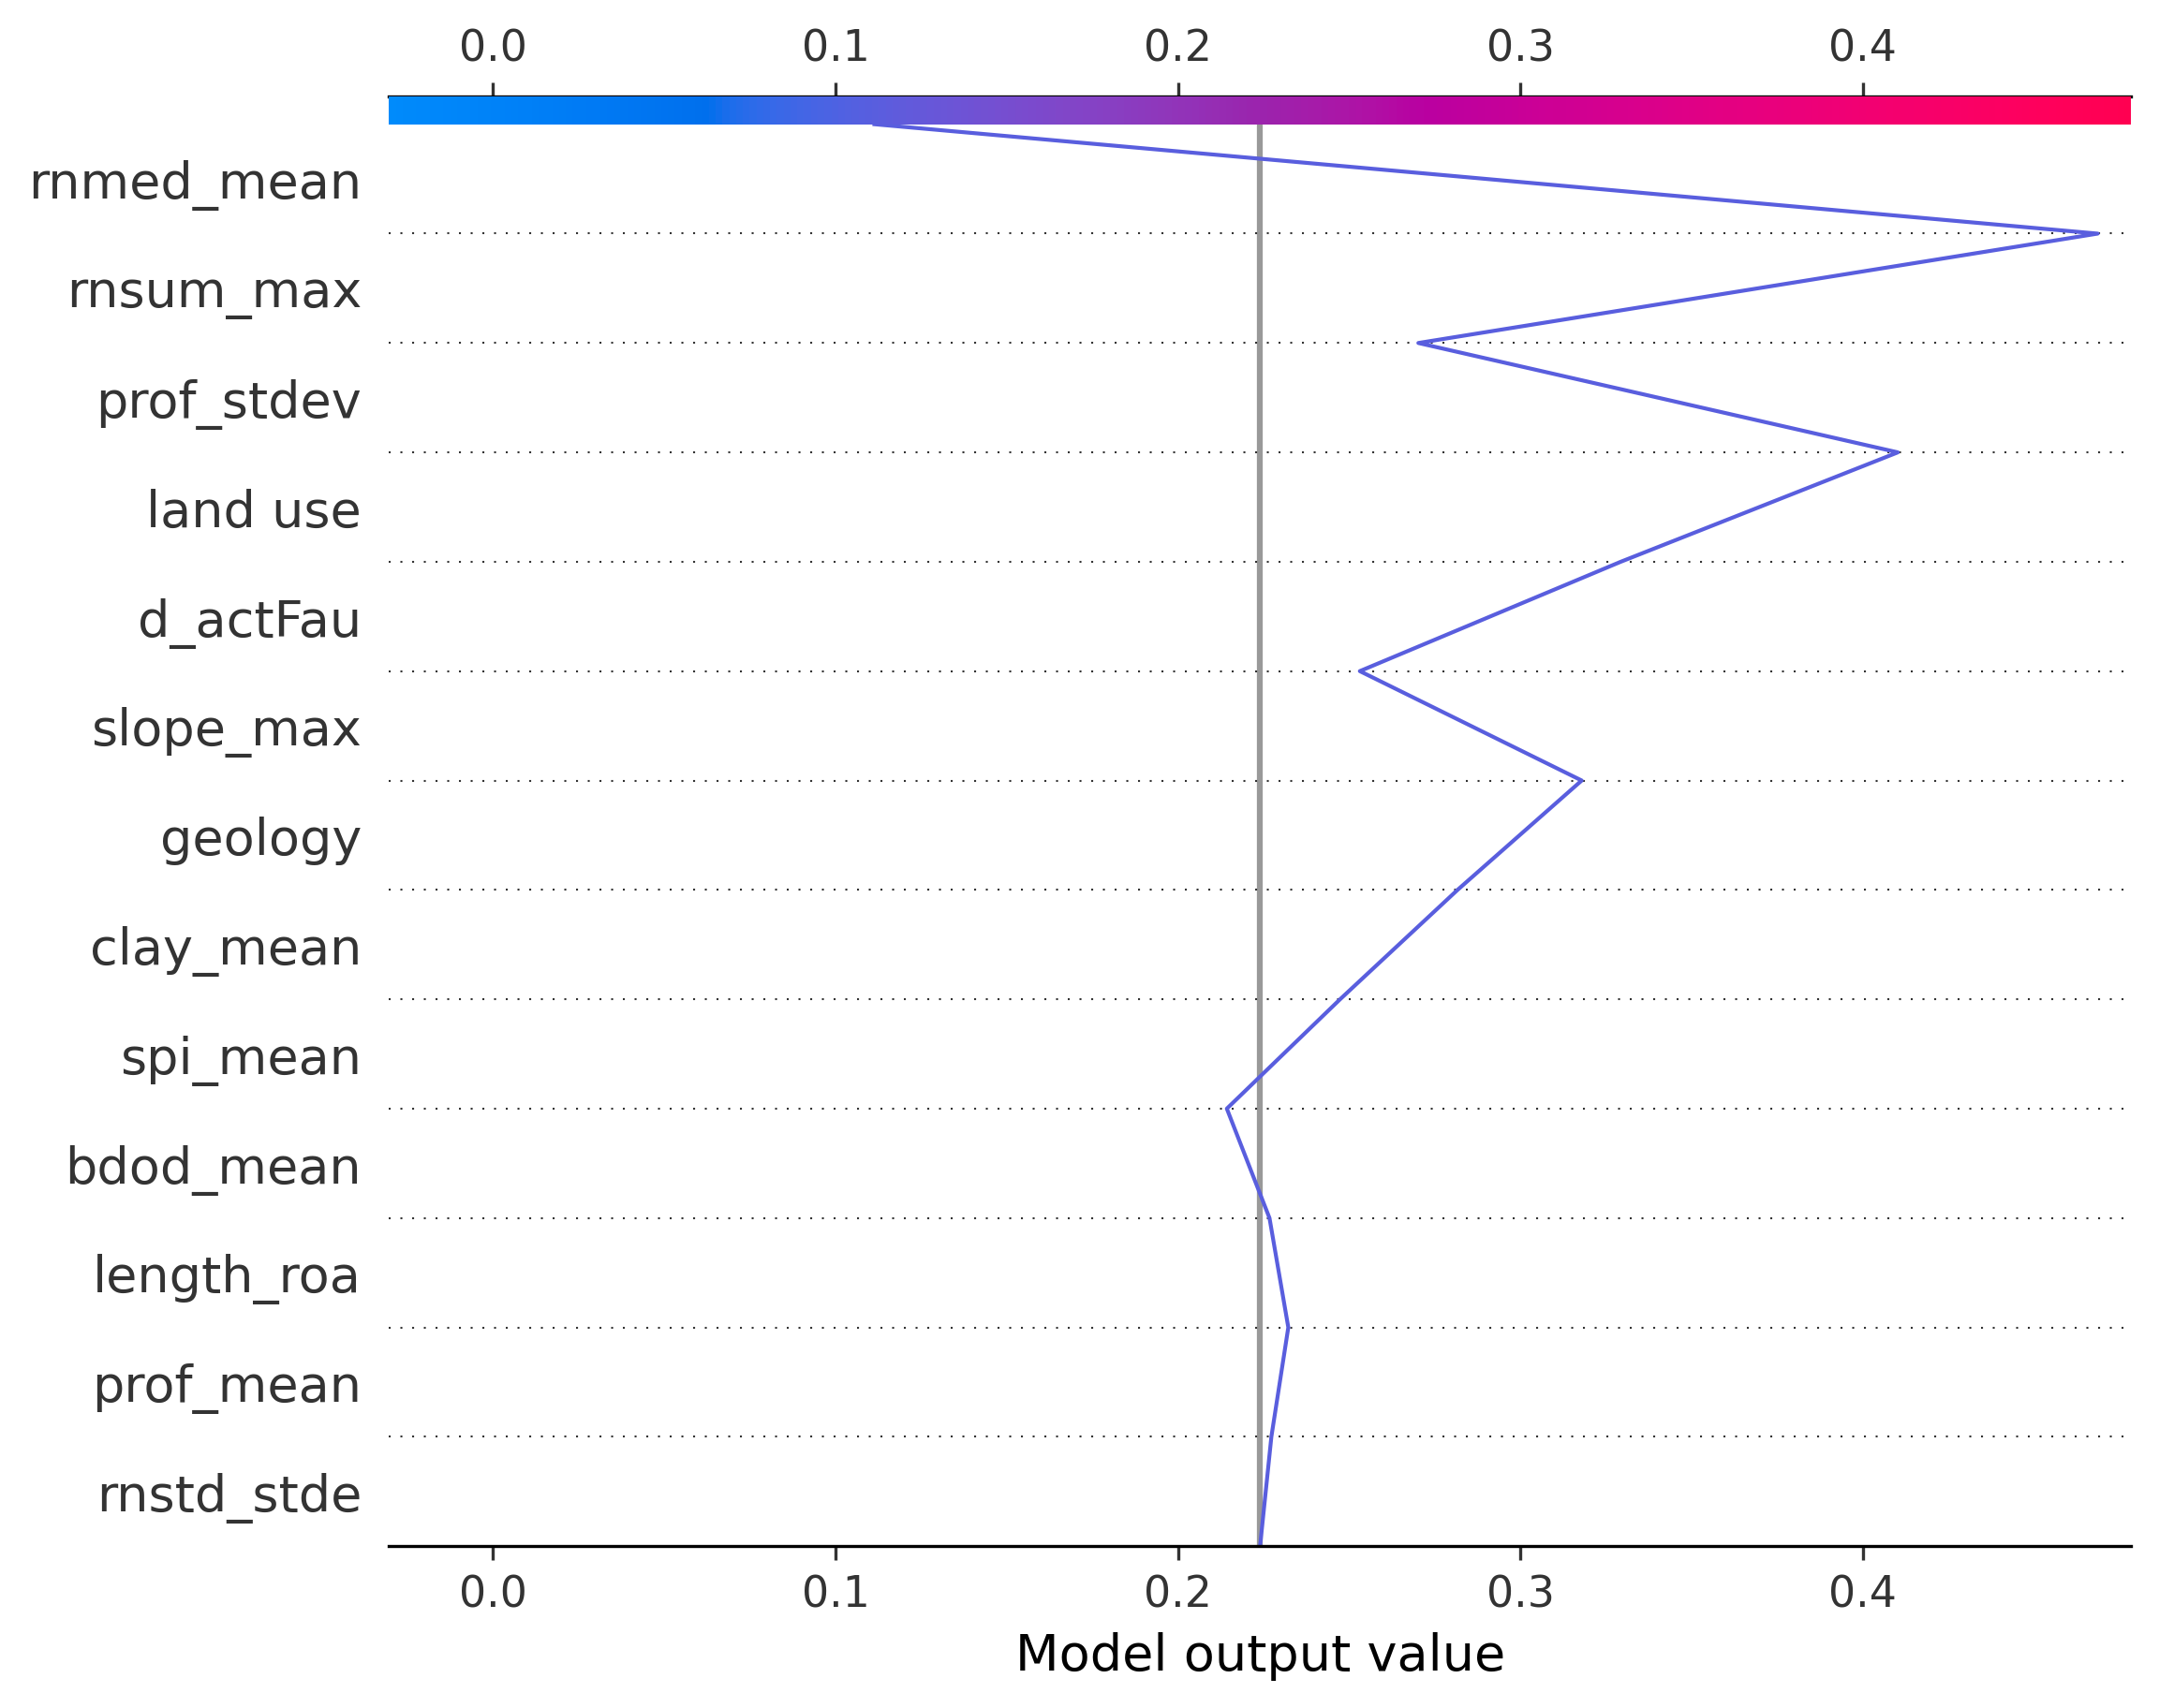 0.0 0.1 0.2 0.3 0.4
rnmed_mean
rnsum_max
prof_stdev
land use
d_actFau
slope_max
geology
clay_mean
spi_mean
bdod_mean
length_roa
prof_mean
rnstd_stde
0.0 0.1 0.2 0.3 0.4
Model output value